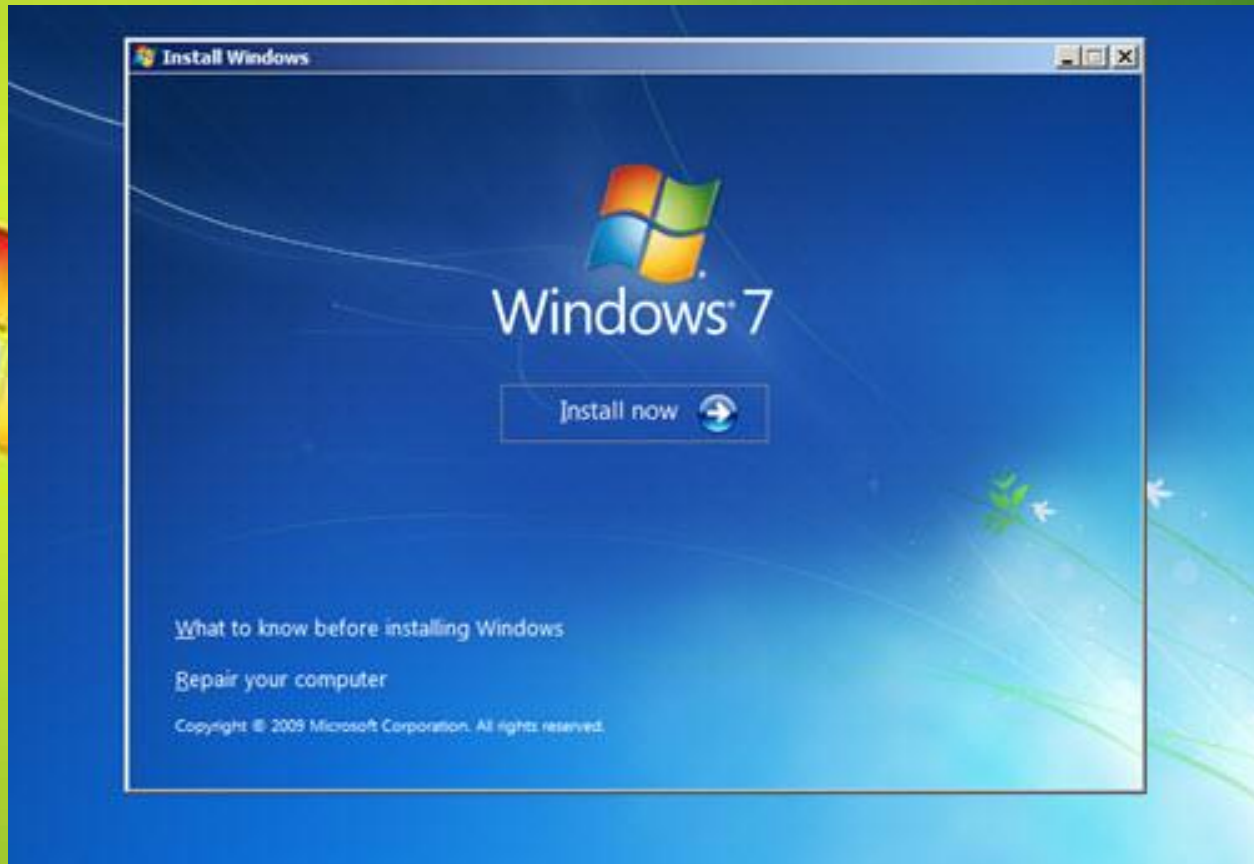 Install Windows
Windows® 7
Install now
What to know before installing Windows
Repair your computer
Copyright © 2009 Microsoft Corporation. All rights reserved.